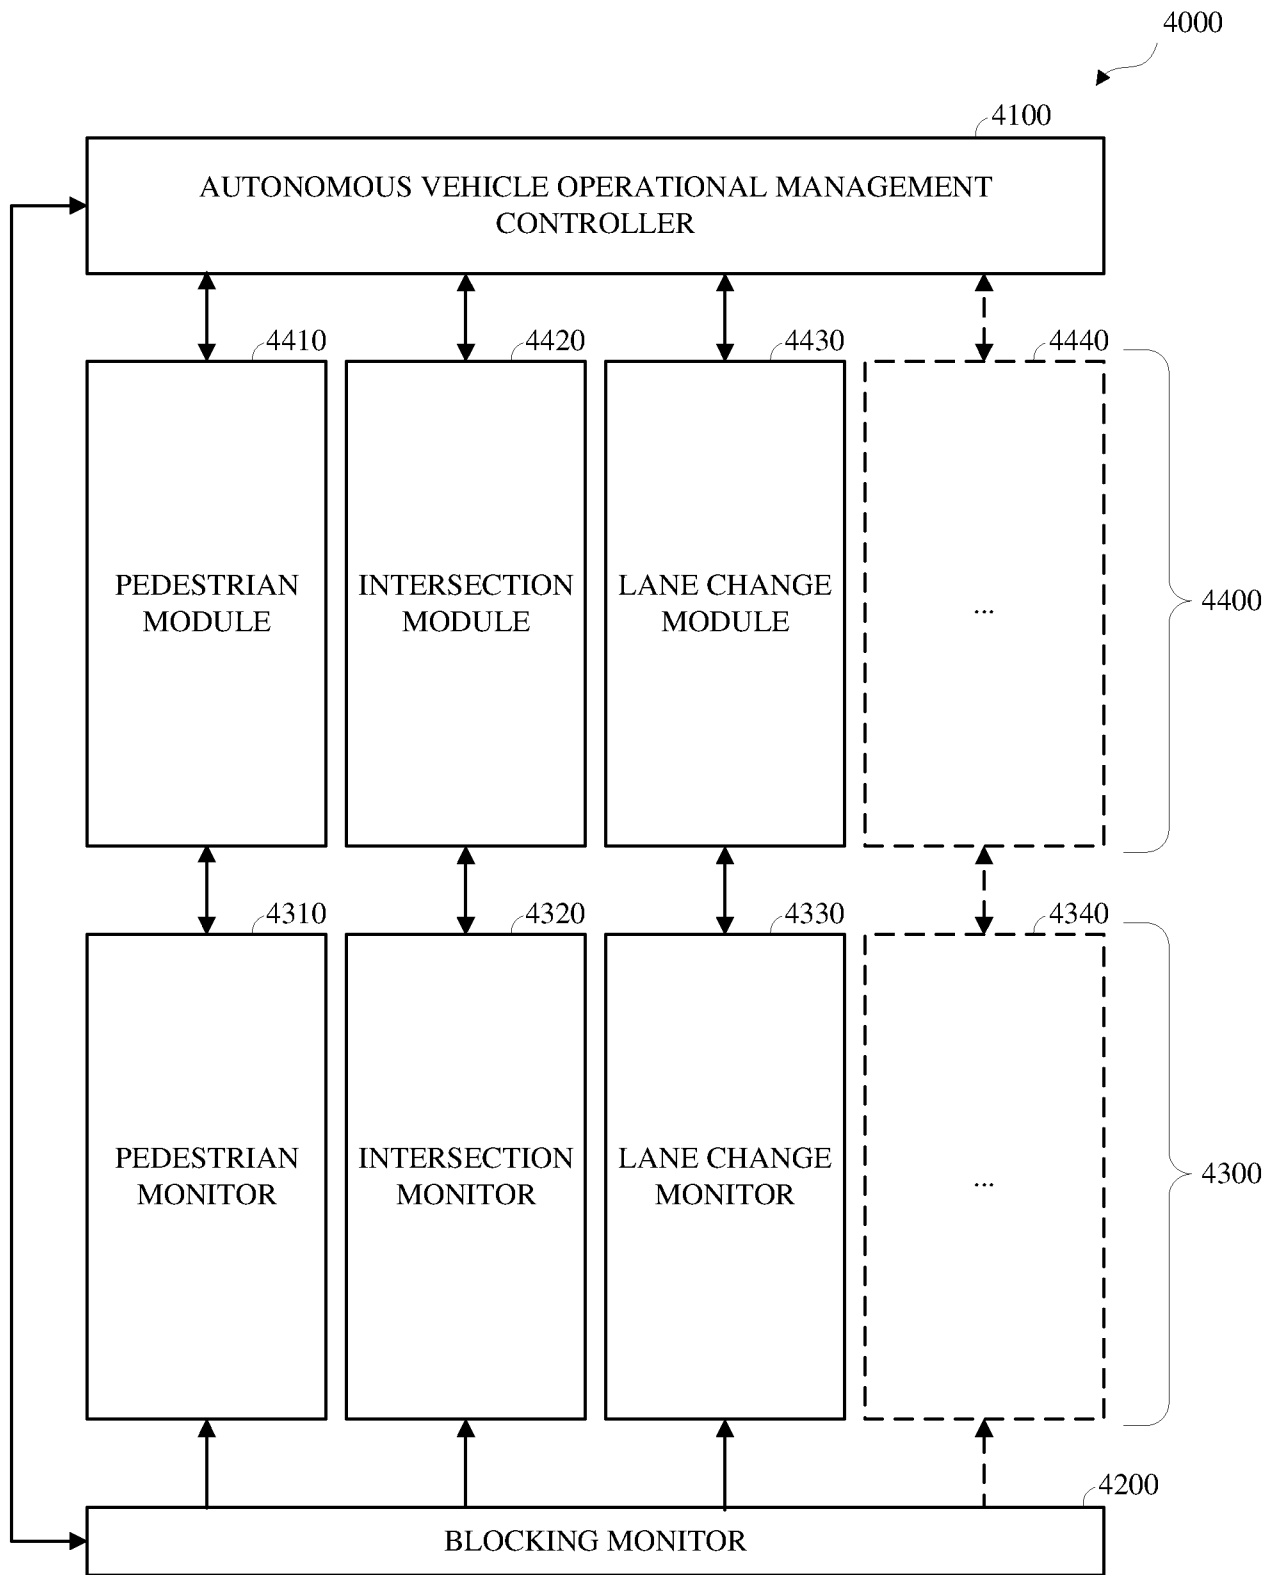 4000
4100
AUTONOMOUS VEHICLE OPERATIONAL MANAGEMENT
CONTROLLER
4410
4420
4430
4440
PEDESTRIAN
MODULE
INTERSECTION
MODULE
LANE CHANGE
MODULE
...
4400
4310
4320
4330
4340
PEDESTRIAN
MONITOR
INTERSECTION
MONITOR
LANE CHANGE
MONITOR
...
4300
4200
BLOCKING MONITOR